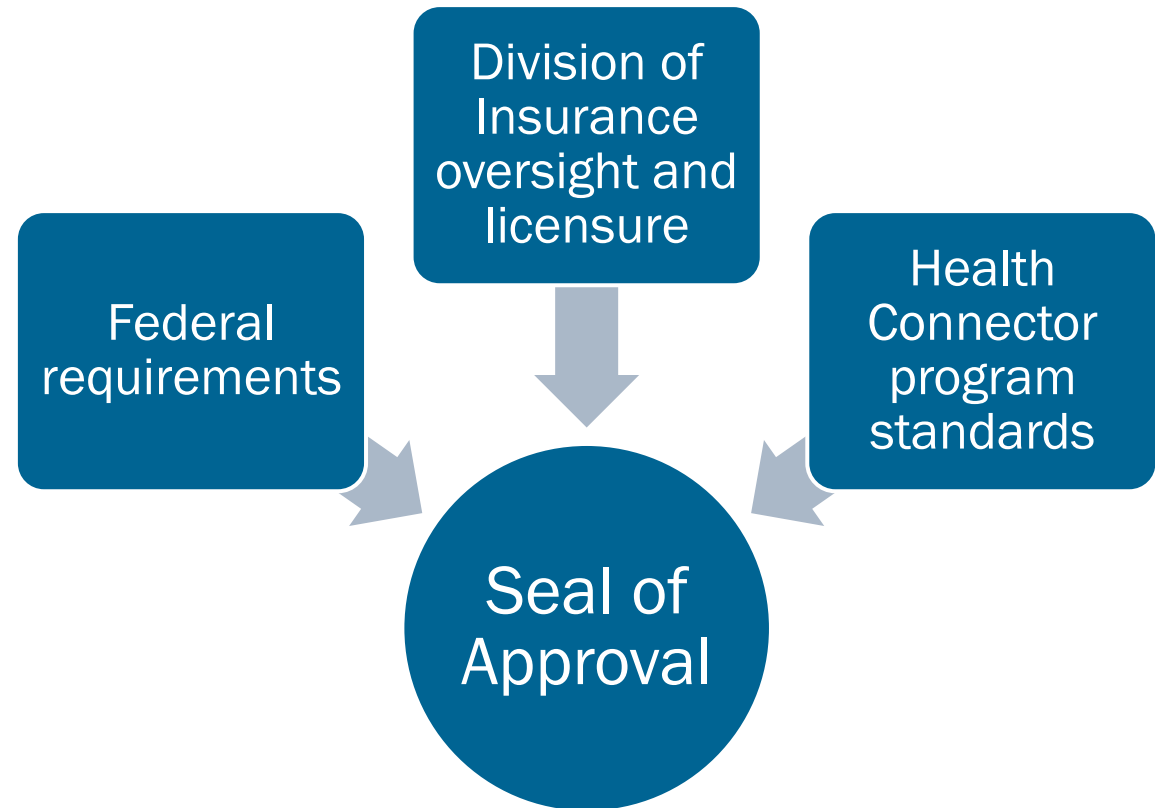 Division of
Insurance
oversight and
licensure
Federal
requirements
Health
Connector
program
standards
Seal of
Approval